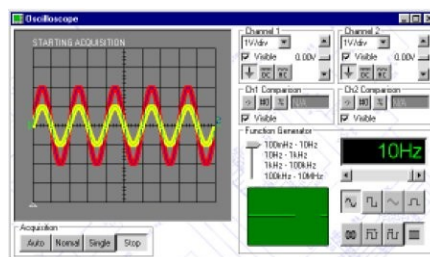 Oscilloscope
STARTING ACQUISITION
2
Channel 1
1V/div
Visible 0.00V
DC AC
Channel 2
1V/div
Visible 0.00V
DC AC
Ch1 Comparison
N/A
Visible
Ch2 Comparison
N/A
Visible
Function Generator
100mHz - 10Hz
10Hz - 1kHz
1kHz - 100kHz
100kHz - 10MHz
10Hz
Acquisition
Auto Normal Single Stop